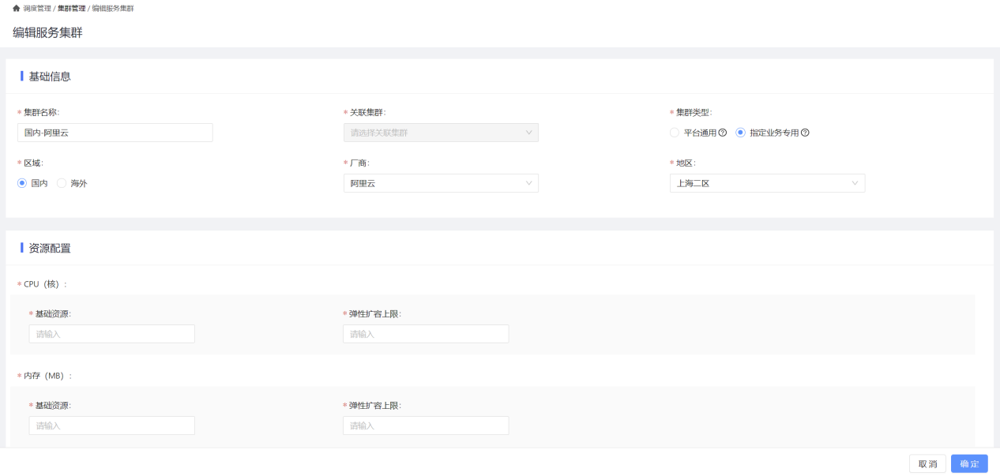 调度管理 / 集群管理 / 编辑服务集群
编辑服务集群
基础信息
* 集群名称: * 关联集群: * 集群类型:
国内-阿里云 请选择关联集群 平台通用 指定业务专用
* 区域: * 厂商: * 地区:
国内 海外 阿里云 上海二区
资源配置
* CPU（核）:
* 基础资源: * 弹性扩容上限:
请输入 请输入
* 内存（MB）:
* 基础资源: * 弹性扩容上限:
请输入 请输入
取消 确定